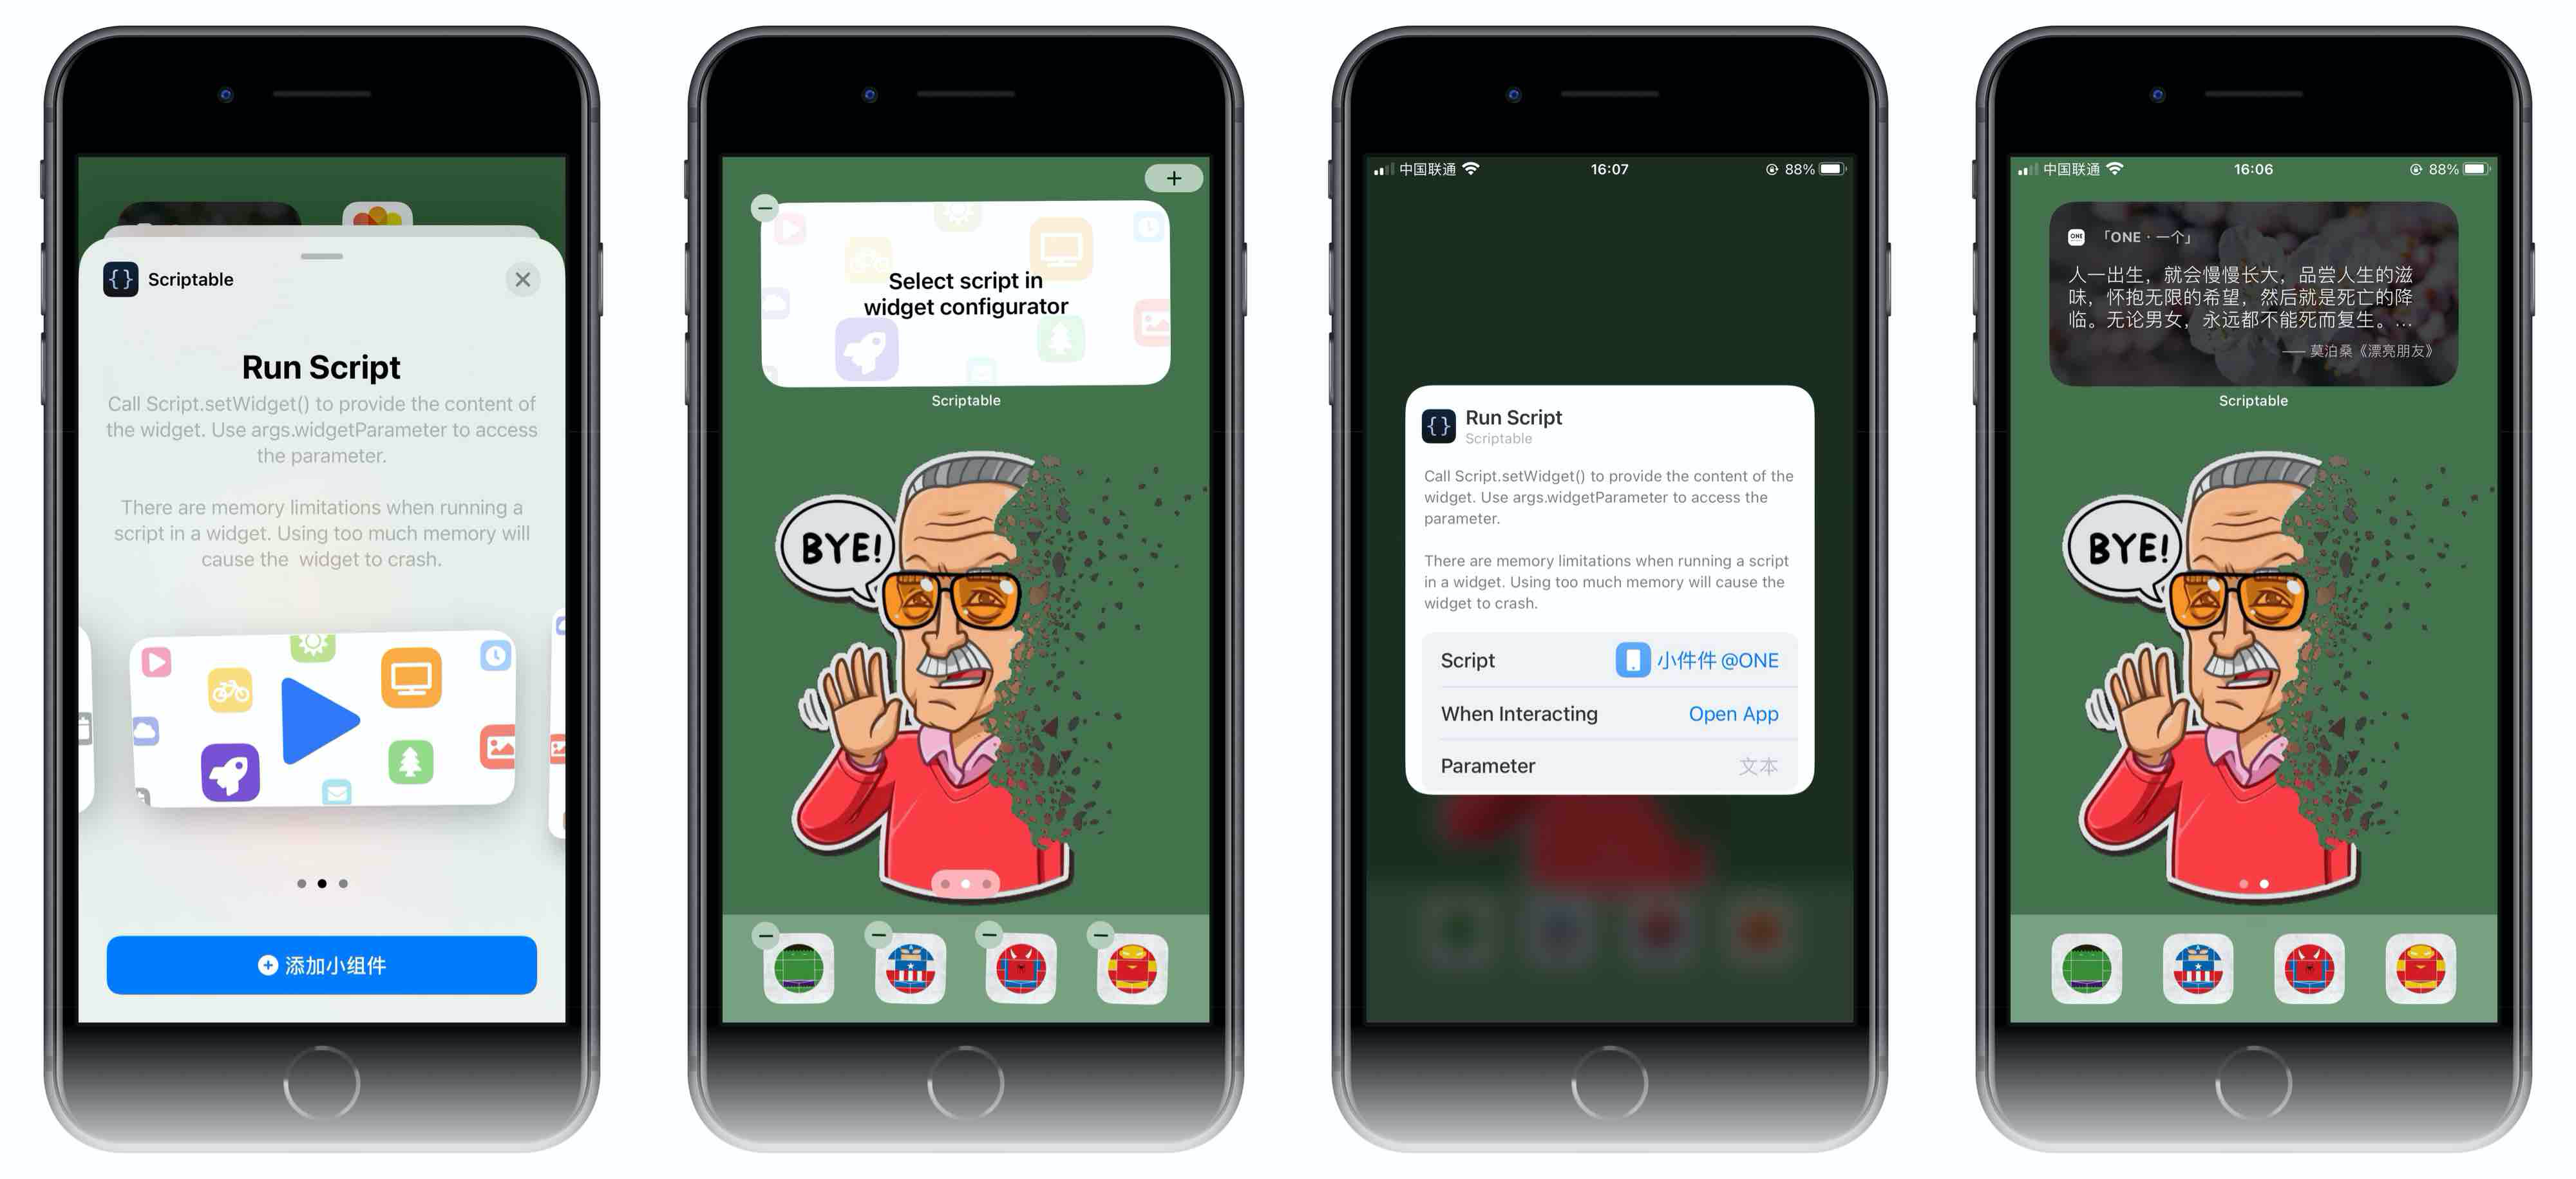 Scriptable
Run Script
Call Script.setWidget() to provide the content of
the widget. Use args.widgetParameter to access
the parameter.
There are memory limitations when running a
script in a widget. Using too much memory will
cause the  widget to crash.
添加小组件
Select script in
widget configurator
Scriptable
BYE!
中国联通
16:07
88%
Run Script
Scriptable
Call Script.setWidget() to provide the content of the
widget. Use args.widgetParameter to access the
parameter.
There are memory limitations when running a script
in a widget. Using too much memory will cause the
widget to crash.
Script
小件件@ONE
When Interacting
Open App
Parameter
文本
中国联通
16:06
88%
ONE
「ONE · 一个」
人一出生，就会慢慢长大，品尝人生的滋
味，怀抱无限的希望，然后就是死亡的降
临。无论男女，永远都不能死而复生。...
—— 莫泊桑《漂亮朋友》
Scriptable
BYE!